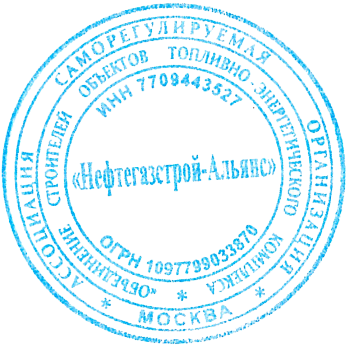 АССОЦИАЦИЯ САМОРЕГУЛИРУЕМАЯ ОРГАНИЗАЦИЯ
* МОСКВА *
«ОБЪЕДИНЕНИЕ СТРОИТЕЛЕЙ ОБЪЕКТОВ ТОПЛИВНО-ЭНЕРГЕТИЧЕСКОГО КОМПЛЕКСА *
ИНН 7709443527
«Нефтегазстрой-Альянс»
ОГРН 1097799033870